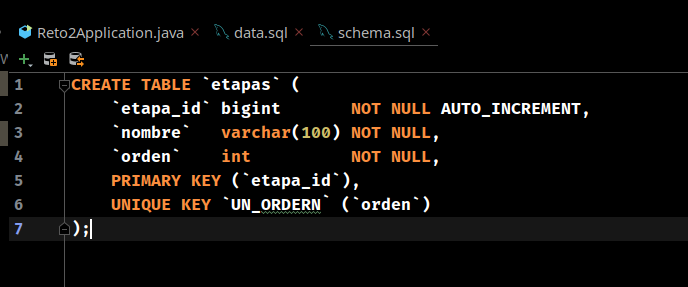 Reto2Application.java × data.sql × schema.sql ×
W
1 CREATE TABLE `etapas` (
2 `etapa_id` bigint NOT NULL AUTO_INCREMENT,
3 `nombre` varchar(100) NOT NULL,
4 `orden` int NOT NULL,
5 PRIMARY KEY (`etapa_id`),
6 UNIQUE KEY `UN_ORDERN` (`orden`)
7 );